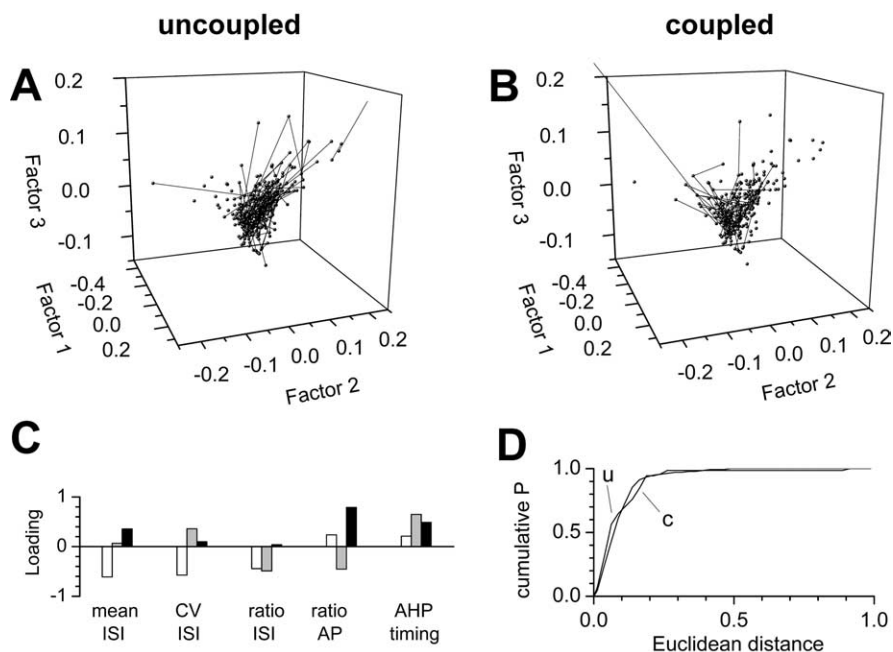 uncoupled
coupled
A
0.2
0.1
0.0
-0.1
Factor 3
-0.4
-0.2
0.0
0.2
Factor 1
-0.2
-0.1
0.0
0.1
0.2
Factor 2
B
0.2
0.1
0.0
-0.1
Factor 3
-0.4
-0.2
0.0
0.2
Factor 1
-0.2
-0.1
0.0
0.1
0.2
Factor 2
C
Loading
1
0
-1
mean
ISI
CV
ISI
ratio
ISI
ratio
AP
AHP
timing
D
cumulative P
1.0
0.5
0.0
u
c
0.0
0.5
1.0
Euclidean distance